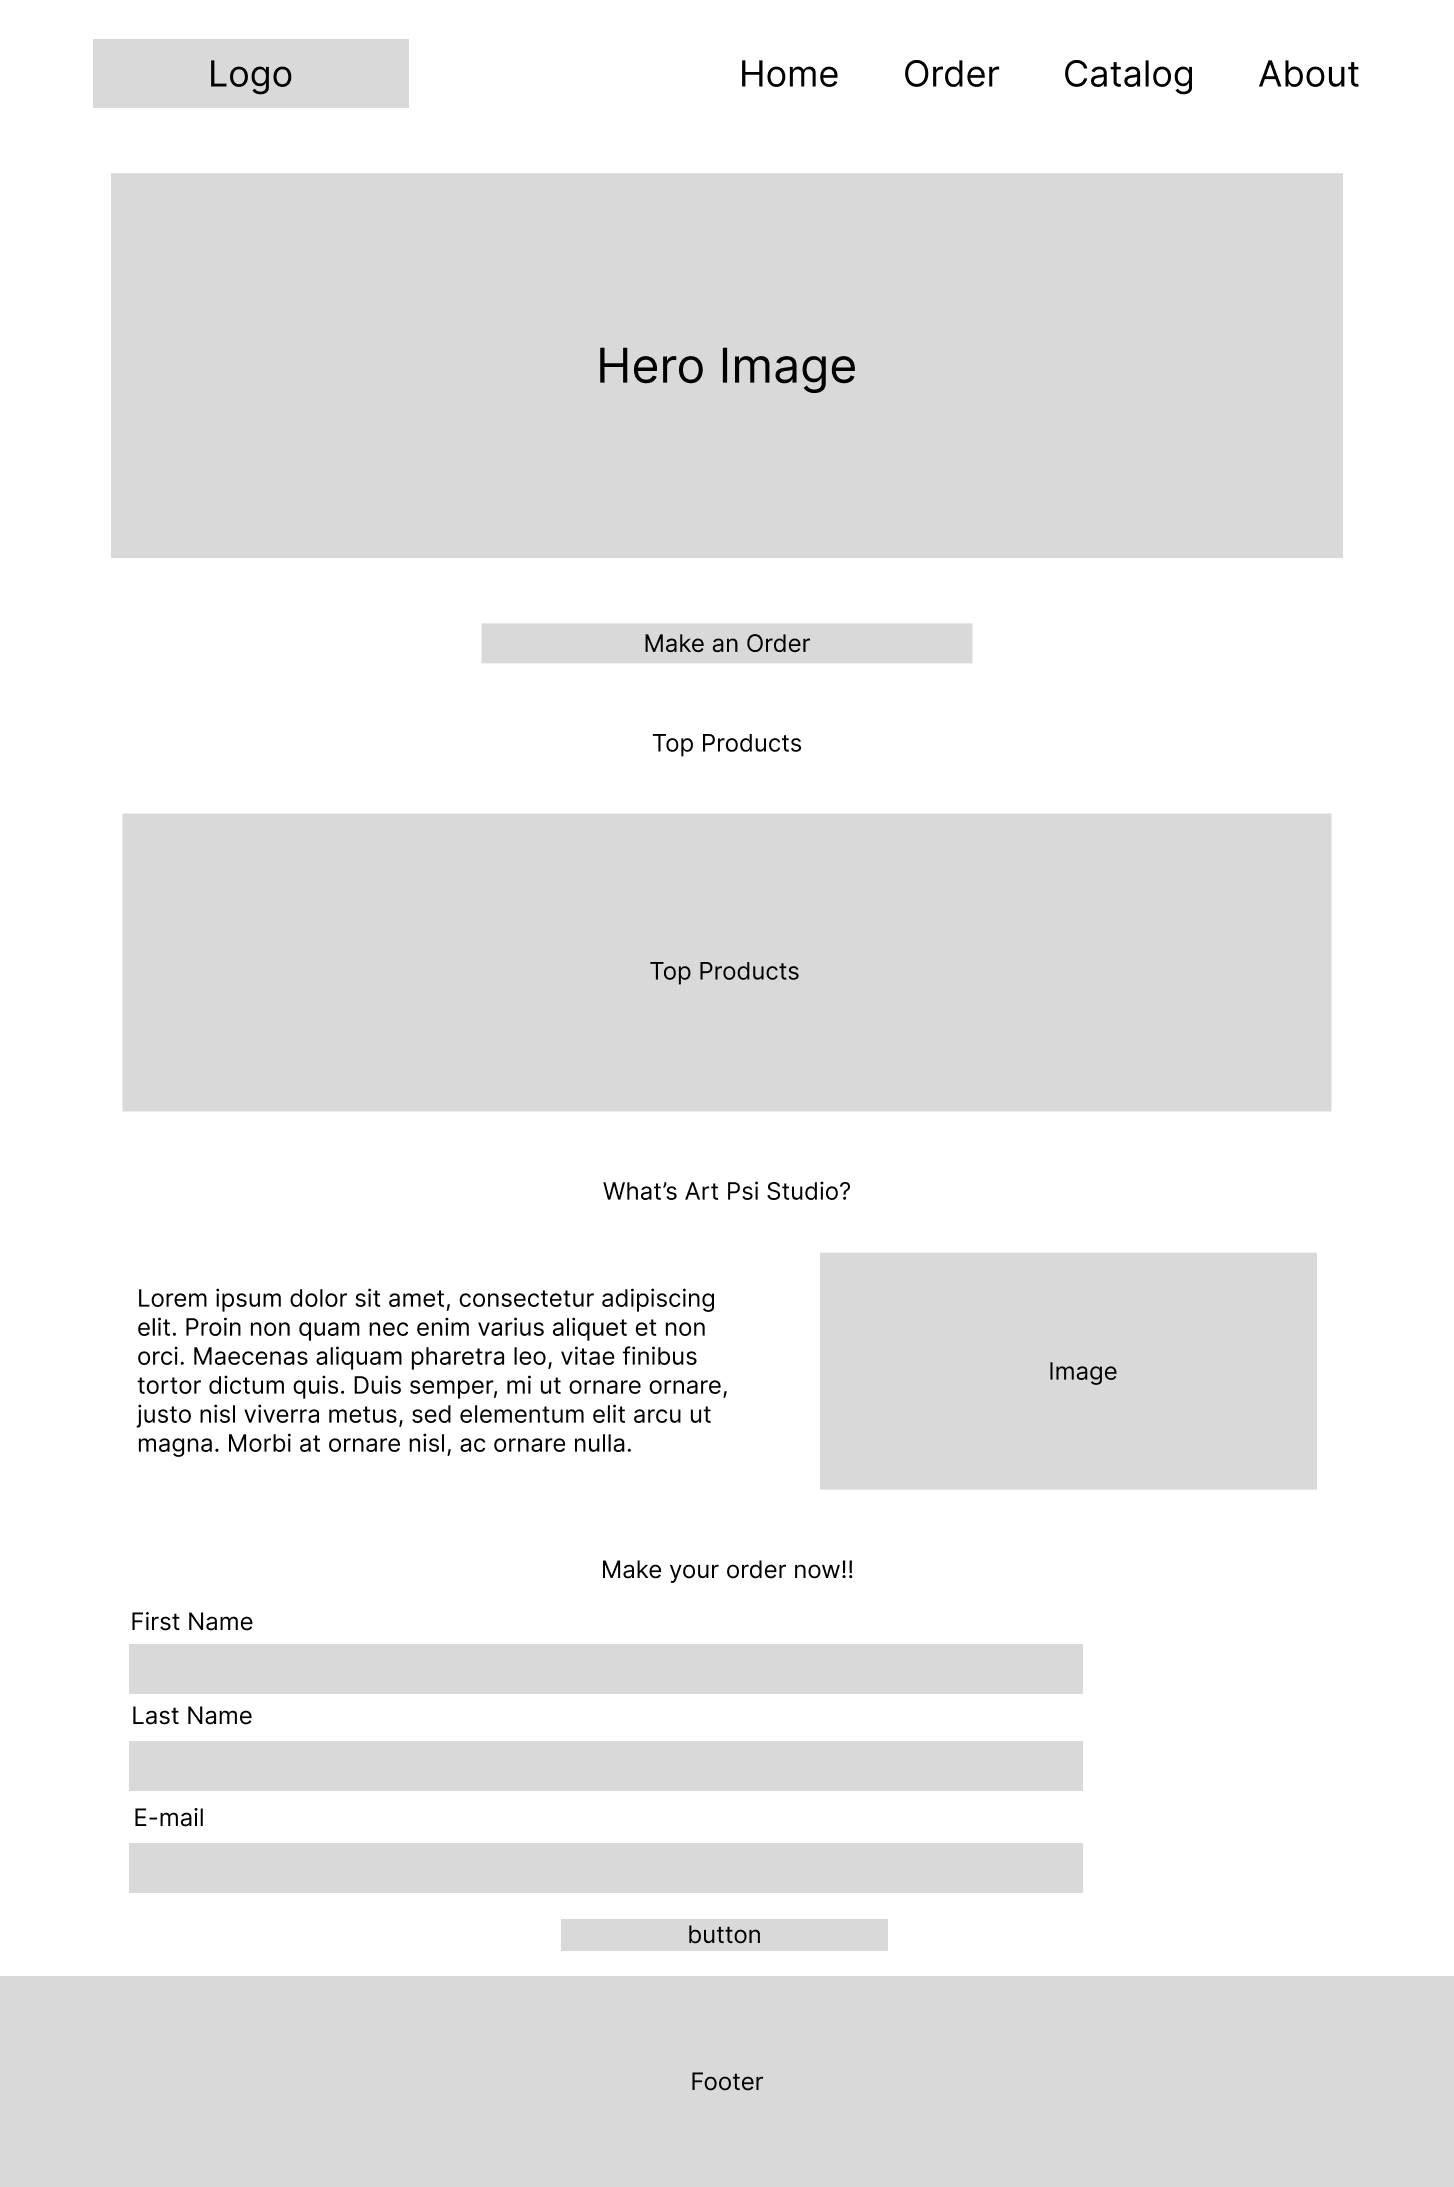 Logo
Home Order Catalog About
Hero Image
Make an Order
Top Products
Top Products
What’s Art Psi Studio?
Lorem ipsum dolor sit amet, consectetur adipiscing
elit. Proin non quam nec enim varius aliquet et non
orci. Maecenas aliquam pharetra leo, vitae finibus
tortor dictum quis. Duis semper, mi ut ornare ornare,
justo nisl viverra metus, sed elementum elit arcu ut
magna. Morbi at ornare nisl, ac ornare nulla.
Image
Make your order now!!
First Name
Last Name
E-mail
button
Footer